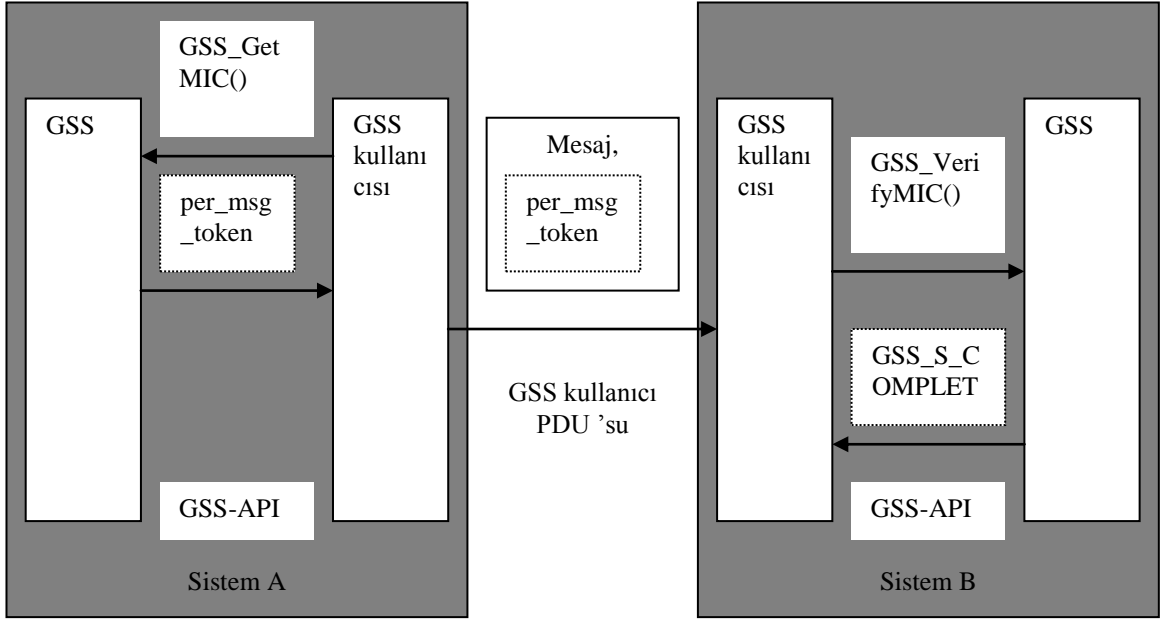 GSS_Get
MIC()
GSS
GSS
kullanı
cısı
per_msg
_token
GSS-API
Sistem A
Mesaj,
per_msg
_token
GSS kullanıcı
PDU ’su
GSS
kullanı
cısı
GSS_Veri
fyMIC()
GSS
GSS_S_C
OMPLET
GSS-API
Sistem B